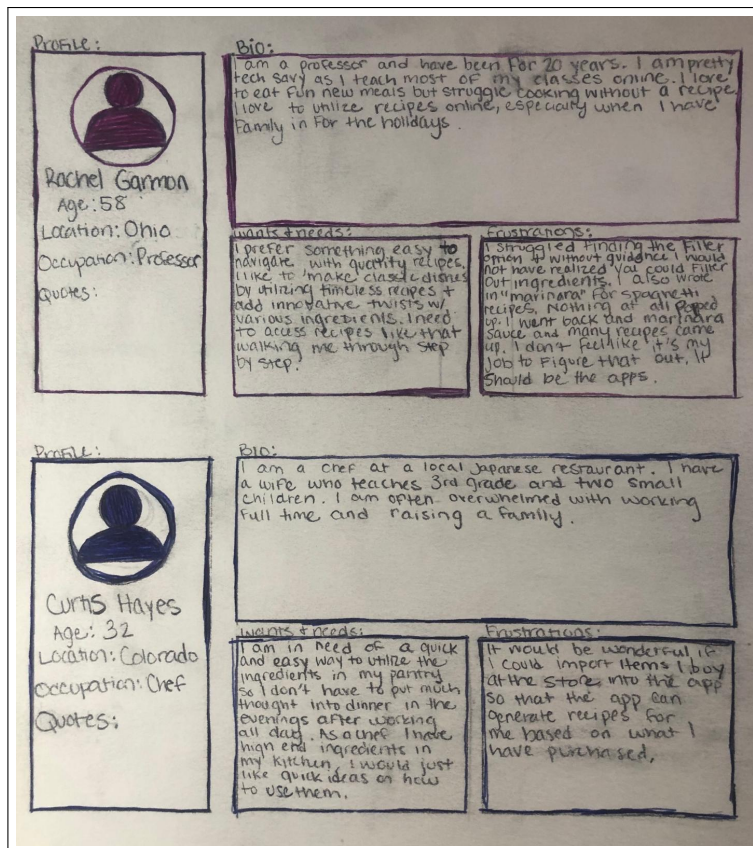 Profile:
Rachel Garmon
Age: 58
Location: Ohio
Occupation: Professor
Quotes:
Bio:
I am a professor and have been for 20 years. I am pretty
tech savy as I teach most of my classes online. I love
to eat fun new meals but struggle cooking without a recipe
I love to utilize recipes online, especially when I have
family in for the holidays.
wants + needs:
I prefer something easy to
navigate with quantity recipes.
I like to make classic dishes
by utilizing timeless recipes +
add innovative twists w/
various ingredients. I need
to access recipes like that
walking me through step
by step.
Frustrations:
I struggled finding the filter
option + without guidance I would
not have realized you could filter
out ingredients. I also wrote
in "marinara" for spaghetti
recipes. Nothing at all popped
up. I went back and marinara
sauce and many recipes came
up. I don't feel like it's my
job to figure that out, it
should be the apps.
Profile:
Curtis Hayes
Age: 32
Location: Colorado
Occupation: Chef
Quotes:
Bio:
I am a chef at a local Japanese restaurant. I have
a wife who teaches 3rd grade and two small
children. I am often overwhelmed with working
full time and raising a family.
wants + needs:
I am in need of a quick
and easy way to utilize the
ingredients in my pantry
so I don't have to put much
thought into dinner in the
evenings after working
all day. As a chef I have
high end ingredients in
my kitchen, I would just
like quick ideas on how
to use them.
Frustrations:
It would be wonderful if
I could import items I buy
at the store into the app
so that the app can
generate recipes for
me based on what I
have purchased.